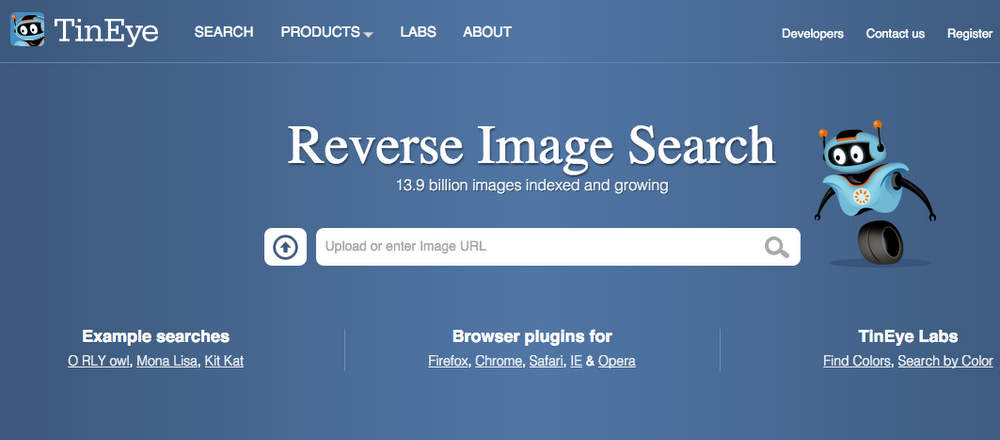 TinEye SEARCH PRODUCTS LABS ABOUT Developers Contact us Register
Reverse Image Search
13.9 billion images indexed and growing
Upload or enter Image URL
Example searches Browser plugins for TinEye Labs
O RLY owl, Mona Lisa, Kit Kat Firefox, Chrome, Safari, IE & Opera Find Colors, Search by Color